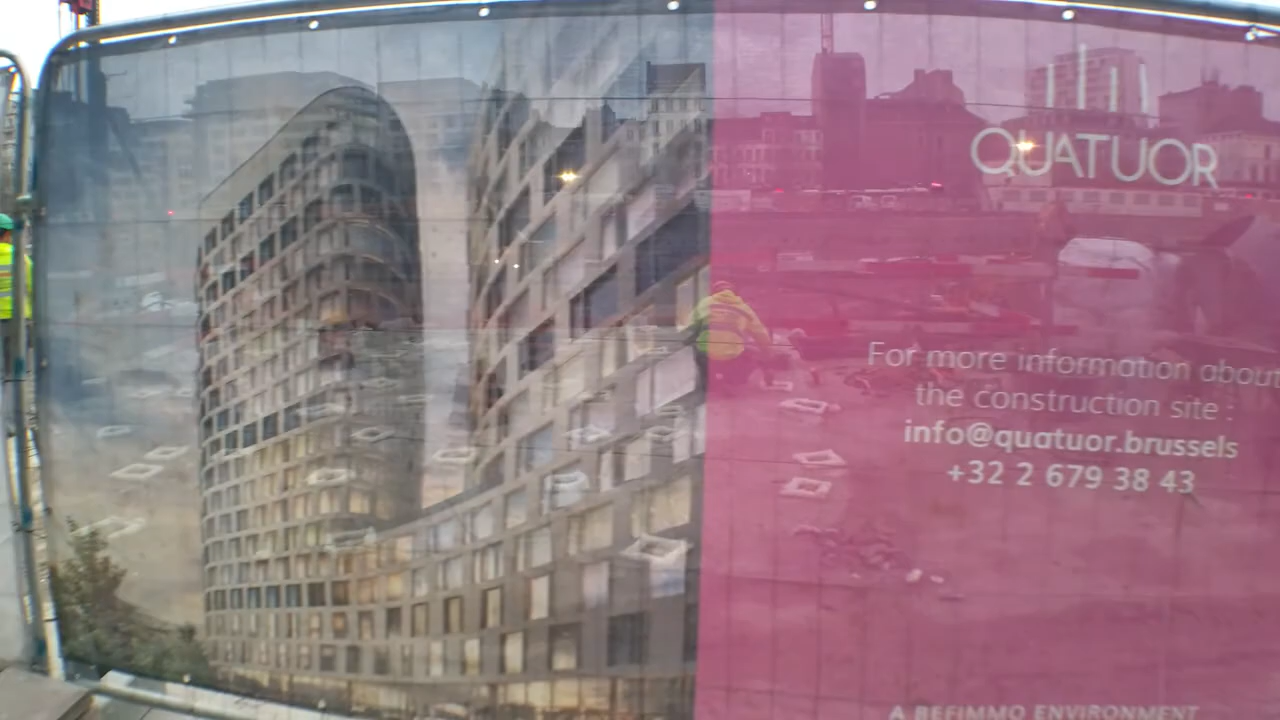 QUATUOR
For more information about
the construction site :
info@quatuor.brussels
+32 2 679 38 43
A BEFIMMO ENVIRONMENT